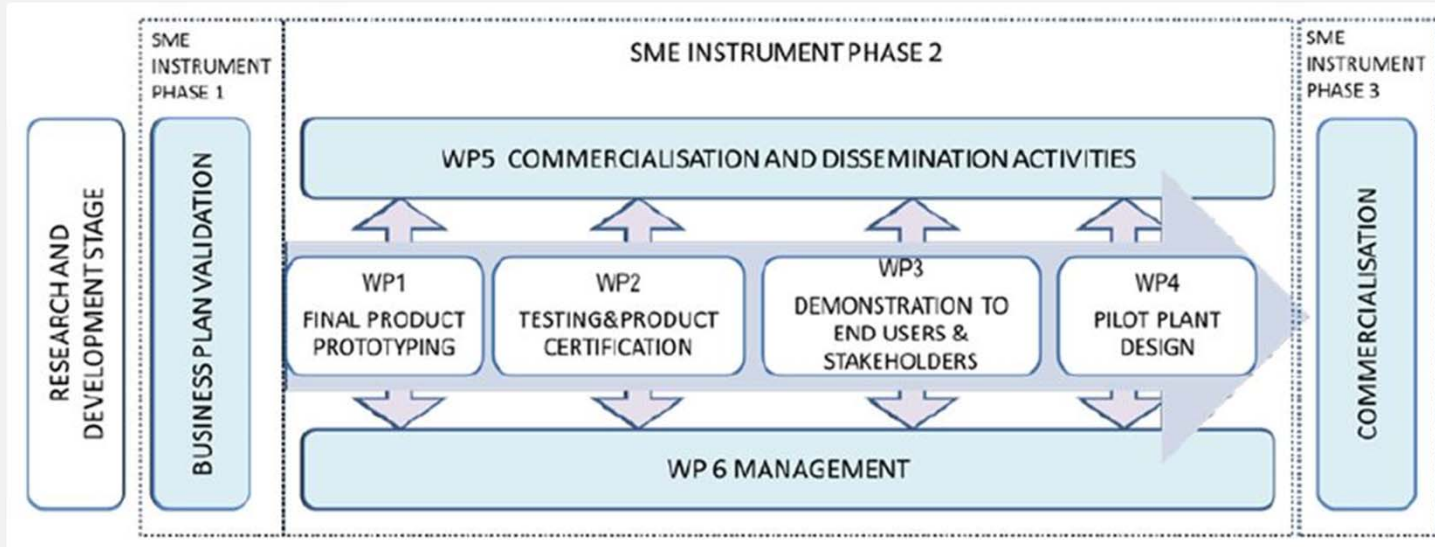 RESEARCH AND
DEVELOPMENT STAGE
SME
INSTRUMENT
PHASE 1
BUSINESS PLAN VALIDATION
SME INSTRUMENT PHASE 2
WP5 COMMERCIALISATION AND DISSEMINATION ACTIVITIES
WP1
FINAL PRODUCT
PROTOTYPING
WP2
TESTING&PRODUCT
CERTIFICATION
WP3
DEMONSTRATION TO
END USERS &
STAKEHOLDERS
WP4
PILOT PLANT
DESIGN
WP 6 MANAGEMENT
SME
INSTRUMENT
PHASE 3
COMMERCIALISATION